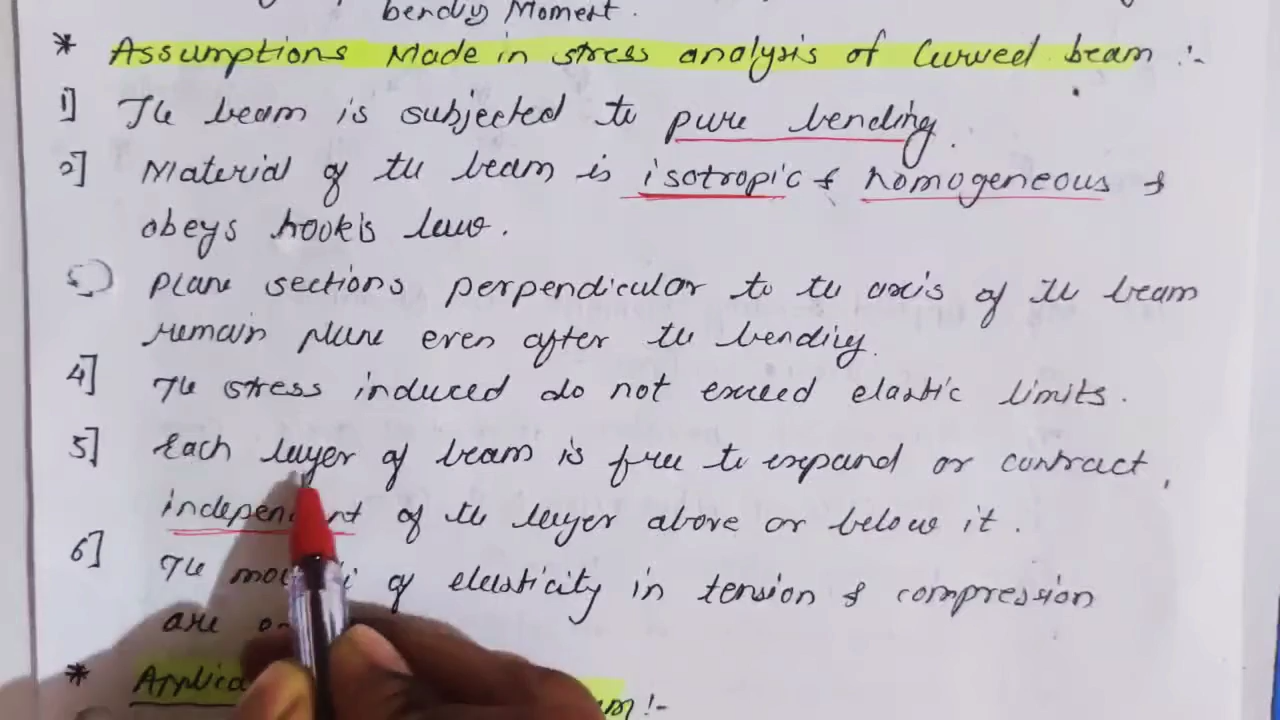 bending Moment.
* Assumptions Made in stress analysis of Curved beam :-
1] The beam is subjected to pure bending.
2] Material of the beam is isotropic & homogeneous &
obeys hook's law.
plane sections perpendicular to the axis of the beam
remain plane even after the bending.
4] The stress induced do not exceed elastic limits.
5] Each layer of beam is free to expand or contract,
independent of the layer above or below it.
6] The of elasticity in tension & compression
are
* :-